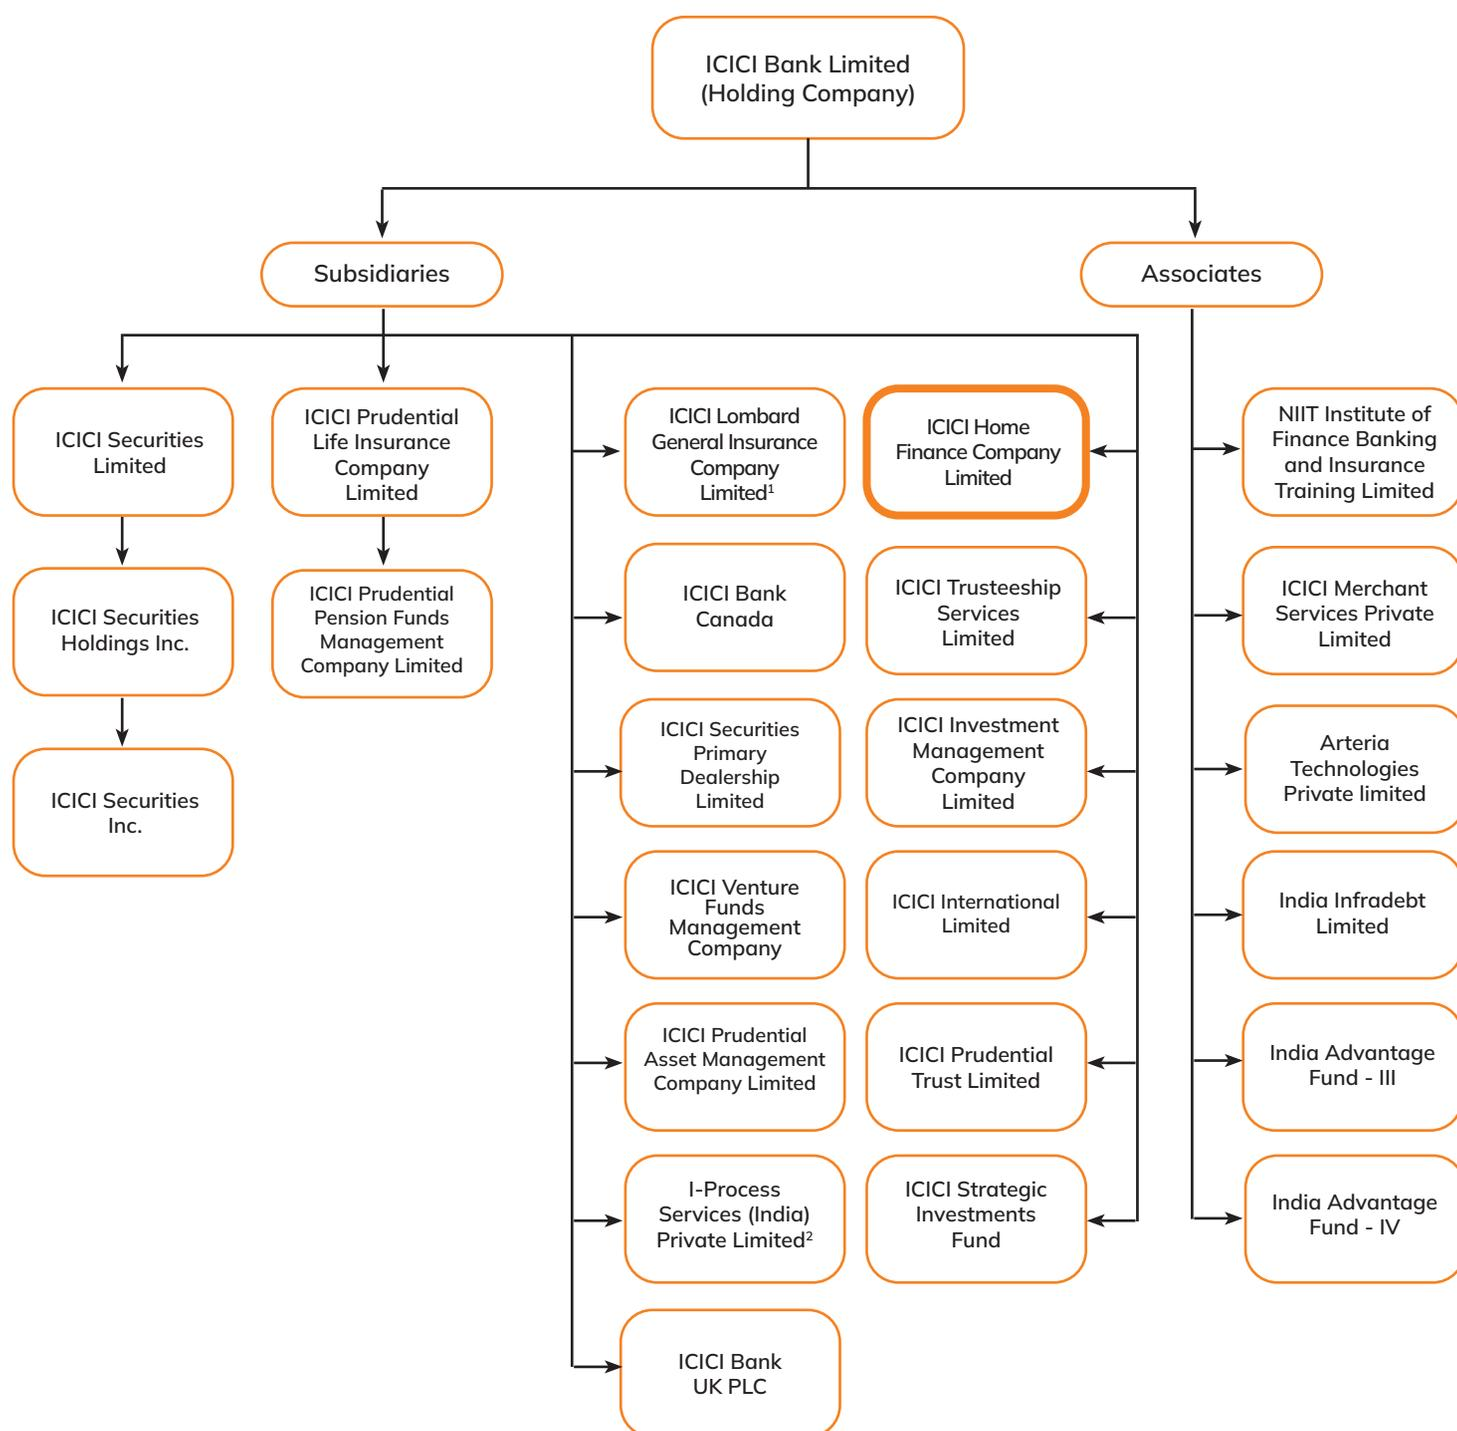 ICICI Bank Limited
(Holding Company)
Subsidiaries
Associates
ICICI Securities
Limited
ICICI Securities
Holdings Inc.
ICICI Securities
Inc.
ICICI Prudential
Life Insurance
Company
Limited
ICICI Prudential
Pension Funds
Management
Company Limited
ICICI Lombard
General Insurance
Company
Limited¹
ICICI Bank
Canada
ICICI Securities
Primary
Dealership
Limited
ICICI Venture
Funds
Management
Company
ICICI Prudential
Asset Management
Company Limited
I-Process
Services (India)
Private Limited²
ICICI Bank
UK PLC
ICICI Home
Finance Company
Limited
ICICI Trusteeship
Services
Limited
ICICI Investment
Management
Company
Limited
ICICI International
Limited
ICICI Prudential
Trust Limited
ICICI Strategic
Investments
Fund
NIIT Institute of
Finance Banking
and Insurance
Training Limited
ICICI Merchant
Services Private
Limited
Arteria
Technologies
Private limited
India Infradebt
Limited
India Advantage
Fund - III
India Advantage
Fund - IV